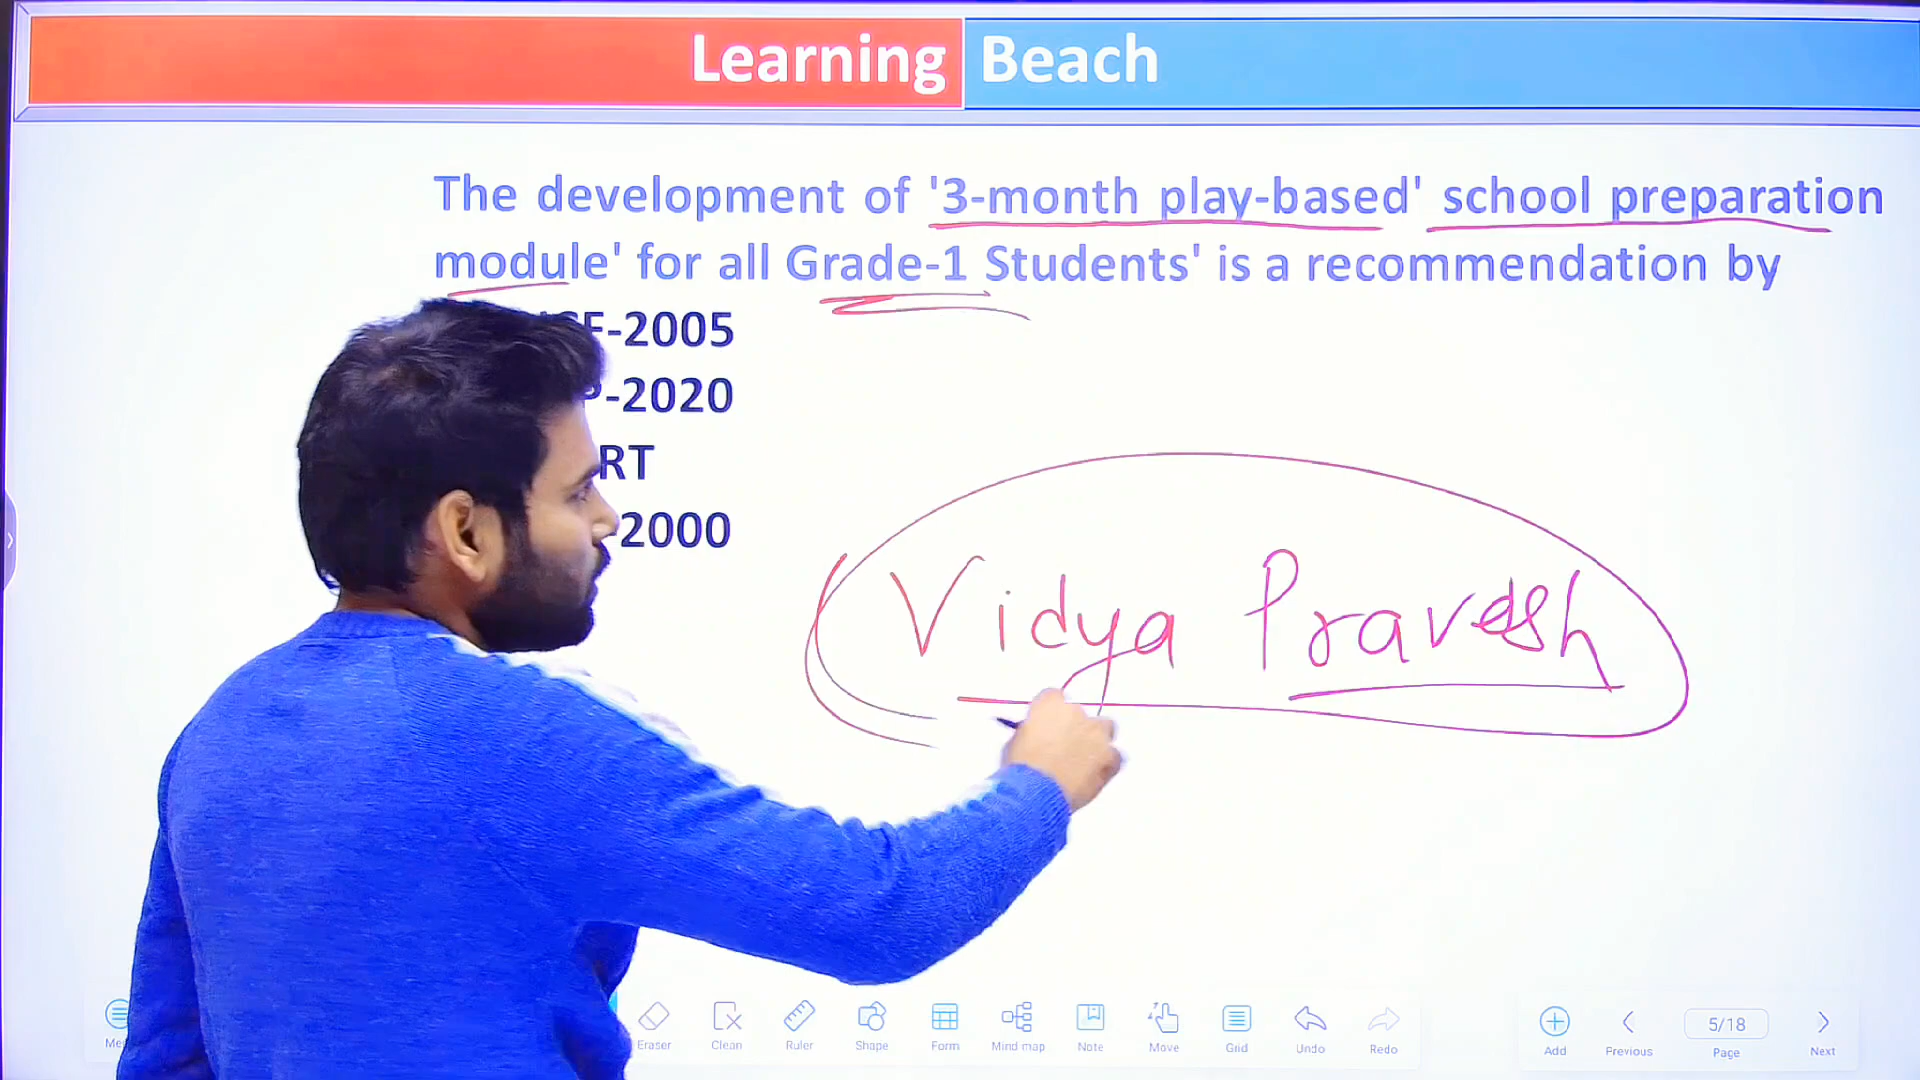 Learning Beach
The development of '3-month play-based' school preparation
module' for all Grade-1 Students' is a recommendation by
-2005
-2020
RT
-2000
Vidya Pravesh
Eraser Clean Ruler Shape Form Mind map Note Move Grid Undo Redo Add Previous 5/18 Page Next